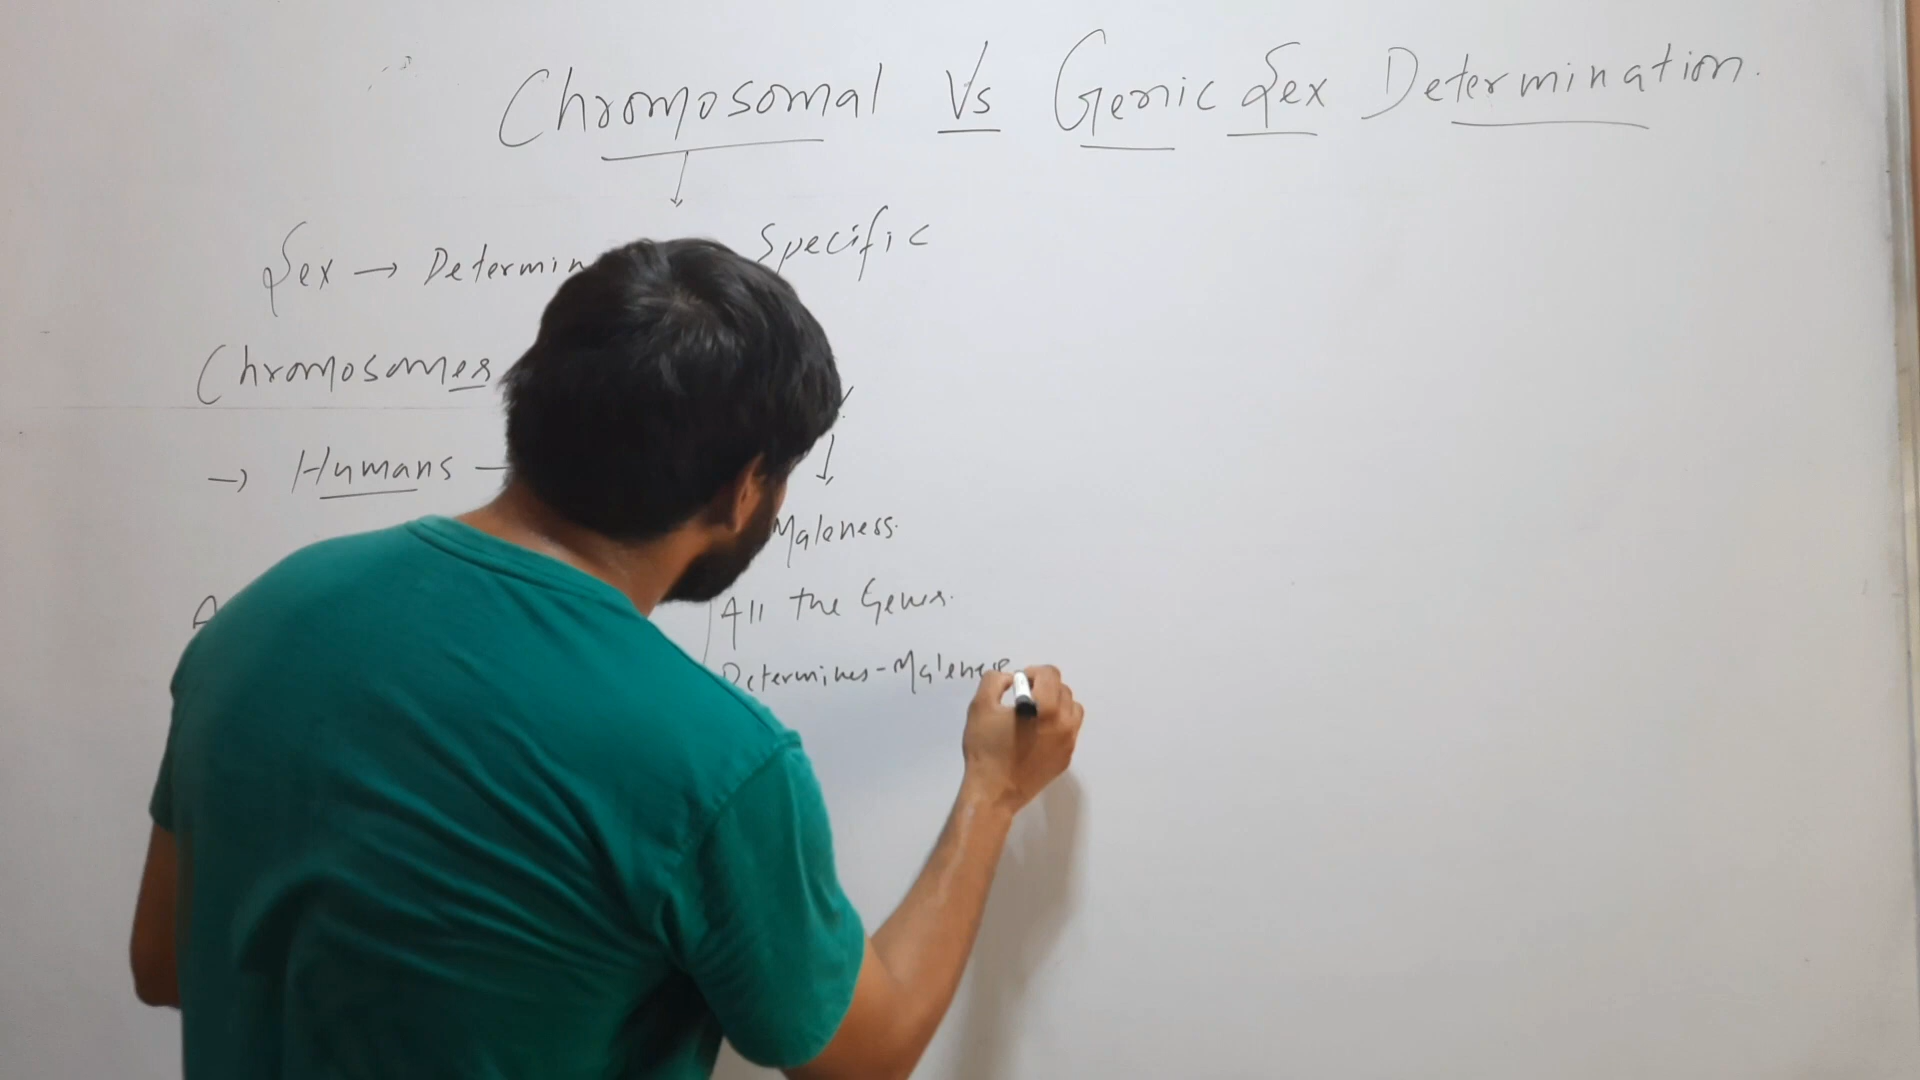 Chromosomal Vs Genic Sex Determination.
Sex → Determin Specific
Chromosomes
→ Humans —
Maleness.
All the Genes.
Determines - Maleness